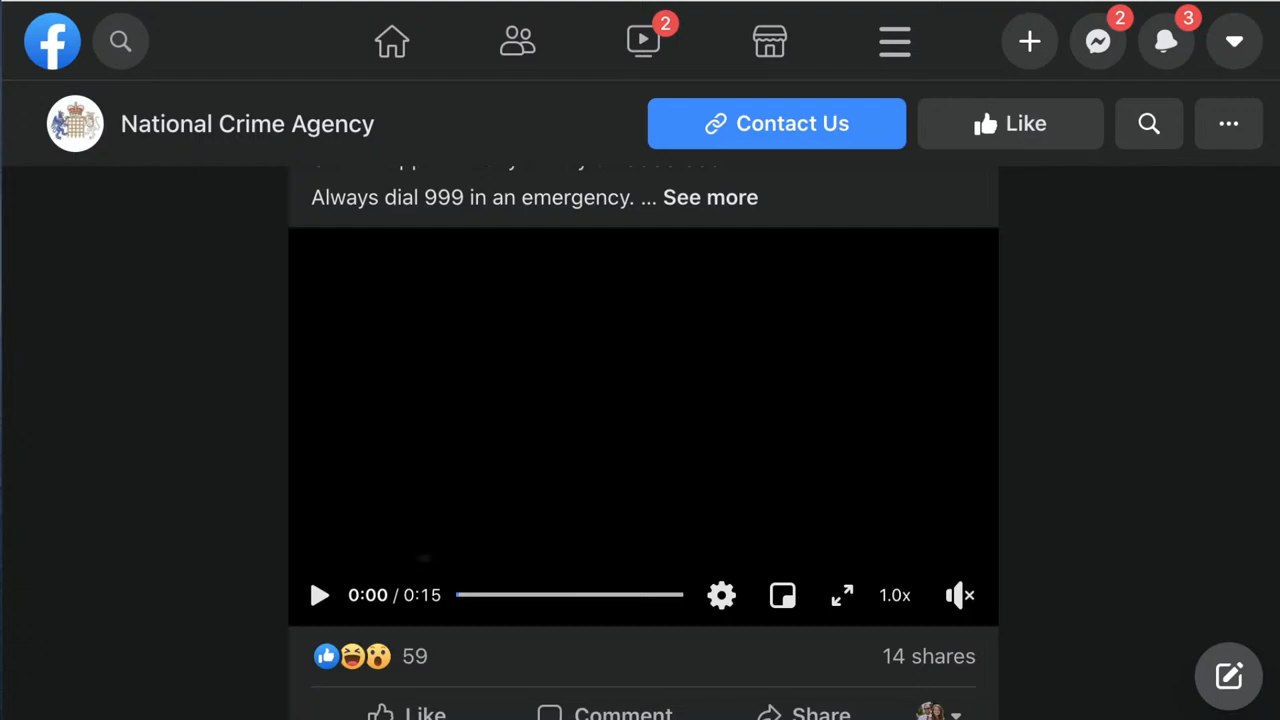 2
2
3
National Crime Agency
Contact Us
Like
Always dial 999 in an emergency. ... See more
0:00 / 0:15
1.0x
59
14 shares
Like
Comment
Share